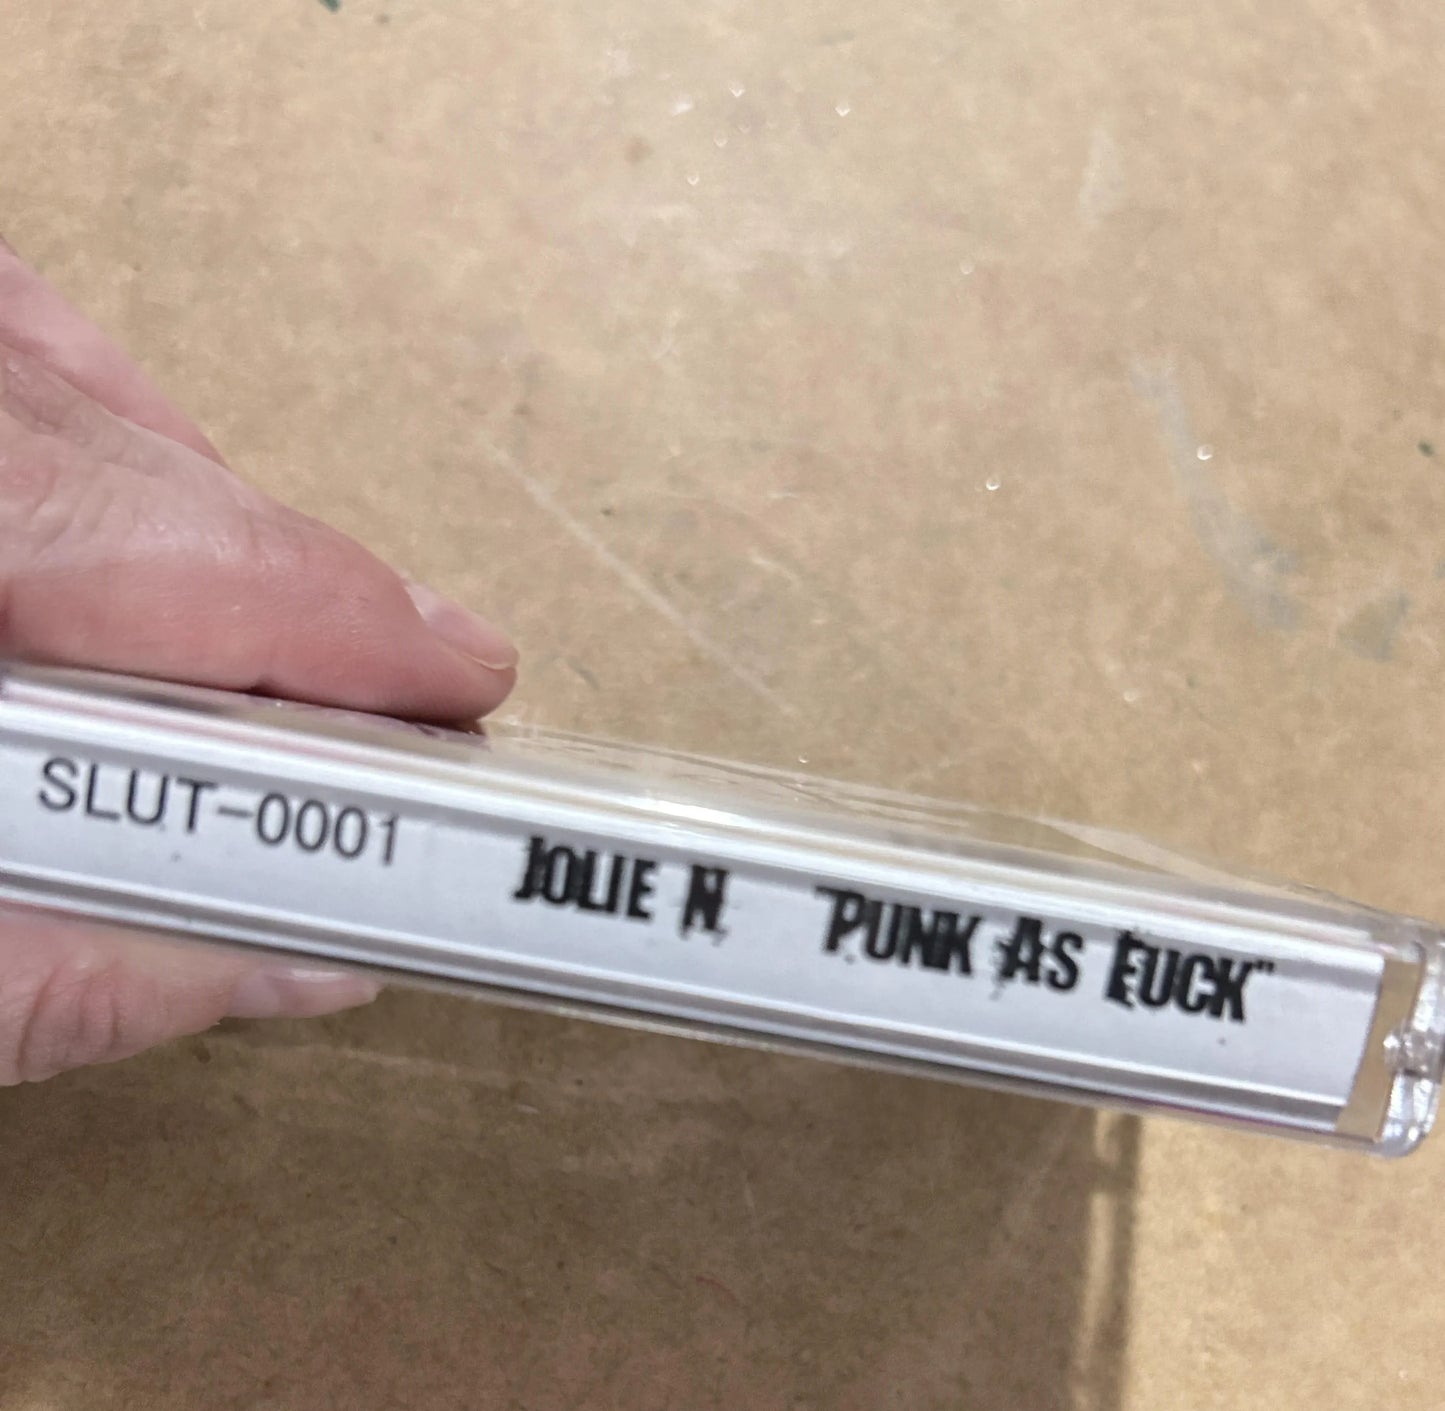 SLUT-0001 JOLIE N "PUNK AS FUCK"